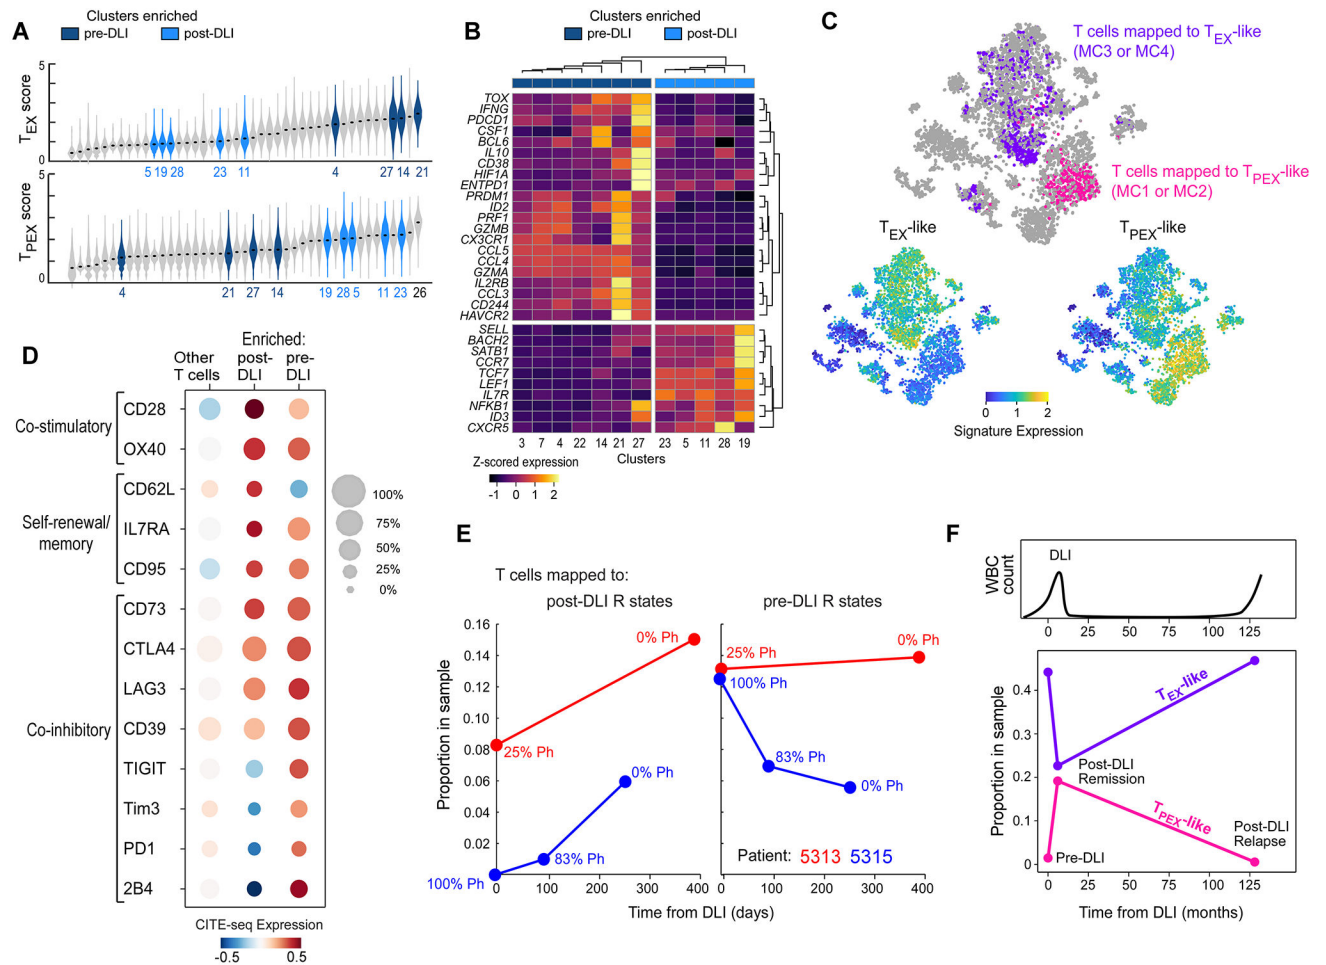 A
Clusters enriched
pre-DLI
post-DLI
TEX score
5
0
5 19 28 23 11 4 27 14 21
TPEX score
5
0
4 21 27 14 19 28 5 11 23 26
B
Clusters enriched
pre-DLI
post-DLI
TOX
IFNG
PDCD1
CSF1
BCL6
IL10
CD38
HIF1A
ENTPD1
PRDM1
ID2
PRF1
GZMB
CX3CR1
CCL5
CCL4
GZMA
IL2RB
CCL3
CD244
HAVCR2
SELL
BACH2
SATB1
CCR7
TCF7
LEF1
IL7R
NFKB1
ID3
CXCR5
3 7 4 22 14 21 27 23 5 11 28 19
Clusters
Z-scored expression
-1 0 1 2
C
T cells mapped to TEX-like
(MC3 or MC4)
T cells mapped to TPEX-like
(MC1 or MC2)
TEX-like
TPEX-like
0 1 2
Signature Expression
D
Enriched:
Other
T cells
post-
DLI
pre-
DLI
Co-stimulatory
CD28
OX40
Self-renewal/
memory
CD62L
IL7RA
CD95
Co-inhibitory
CD73
CTLA4
LAG3
CD39
TIGIT
Tim3
PD1
2B4
100%
75%
50%
25%
0%
CITE-seq Expression
-0.5 0.5
E
T cells mapped to:
post-DLI R states
pre-DLI R states
Proportion in sample
0.16
0.14
0.12
0.10
0.08
0.06
0.04
0.02
0% Ph
25% Ph
0% Ph
83% Ph
100% Ph
0 100 200 300 400
25% Ph
0% Ph
100% Ph
83% Ph
0% Ph
Patient: 5313 5315
0 100 200 300 400
Time from DLI (days)
F
WBC
count
DLI
0 25 50 75 100 125
Proportion in sample
0.4
0.3
0.2
0.1
0
TEX-like
Post-DLI
Remission
TPEX-like
Post-DLI
Relapse
Pre-DLI
0 25 50 75 100 125
Time from DLI (months)